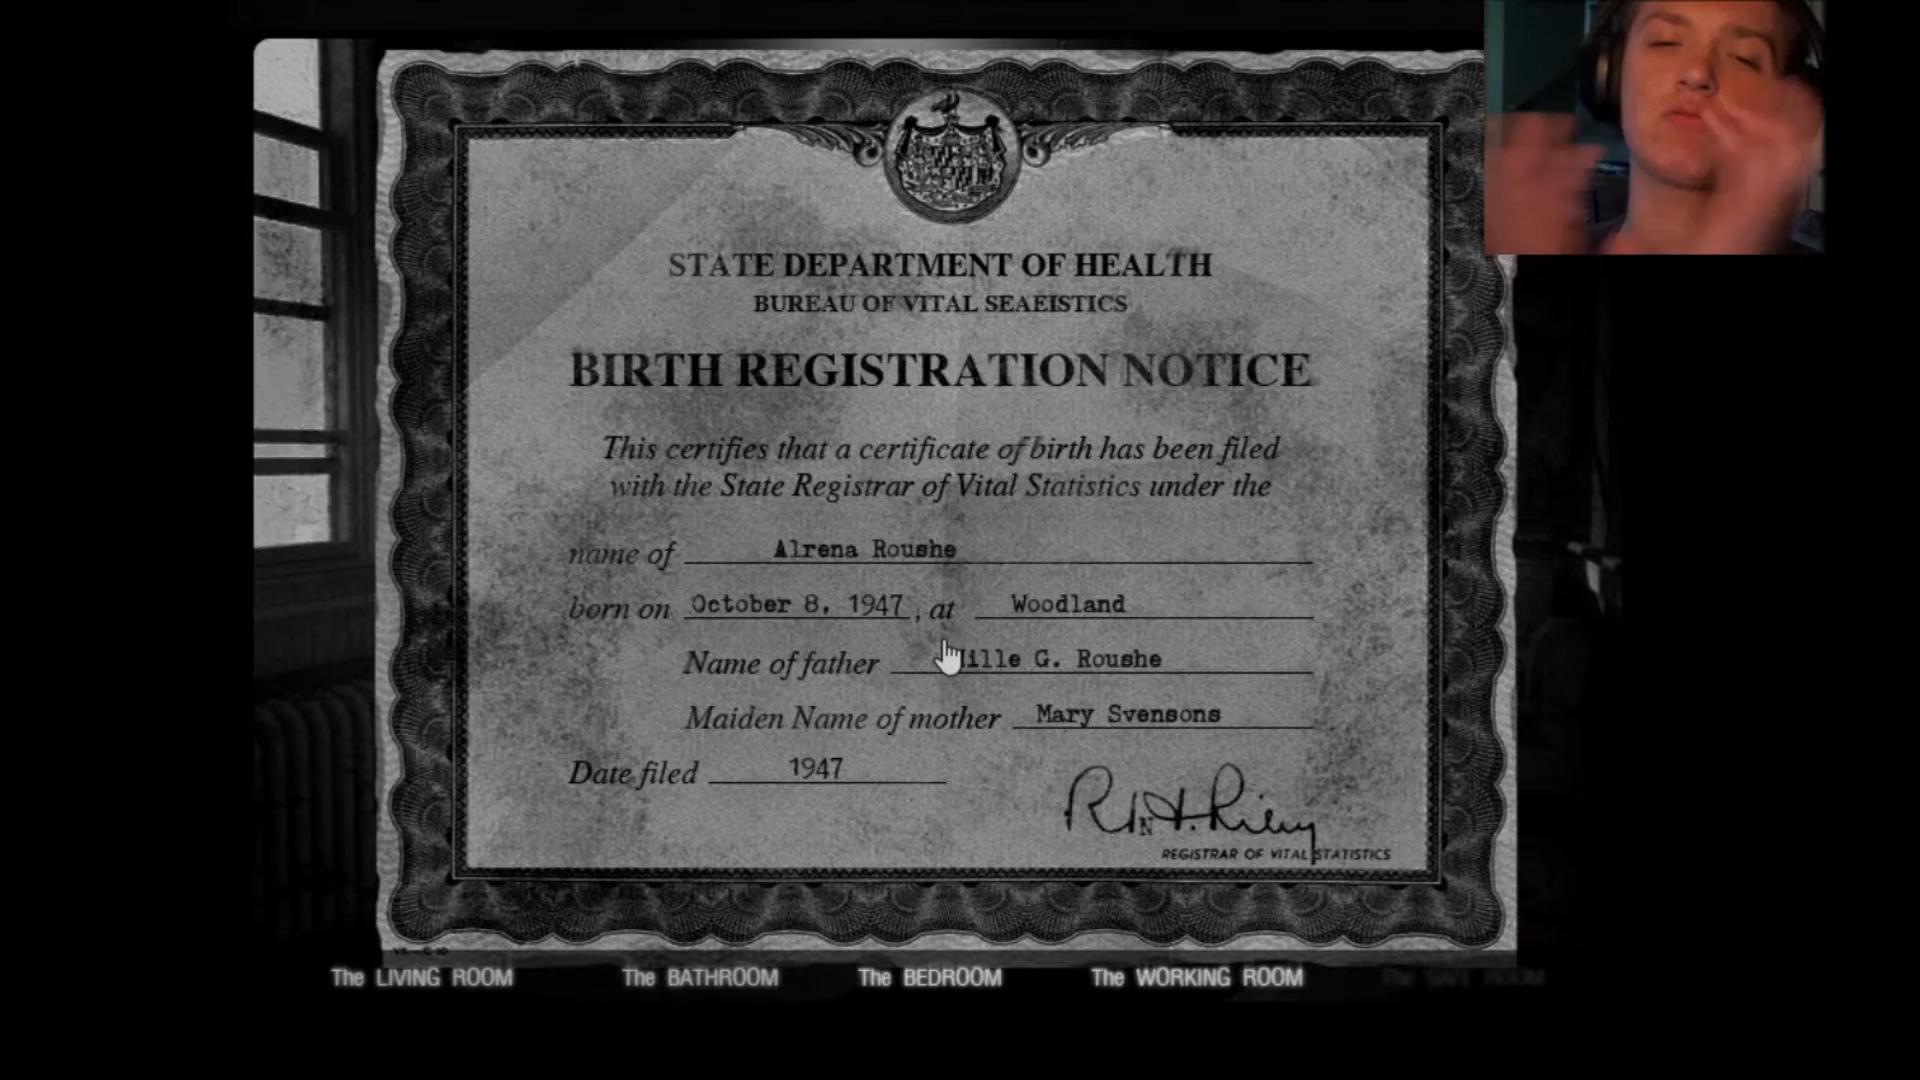 STATE DEPARTMENT OF HEALTH
BUREAU OF VITAL SEAEISTICS
BIRTH REGISTRATION NOTICE
This certifies that a certificate of birth has been filed
with the State Registrar of Vital Statistics under the
name of Alrena Roushe
born on October 8, 1947, at Woodland
Name of father G. Roushe
Maiden Name of mother Mary Svensons
Date filed 1947
REGISTRAR OF VITAL STATISTICS
The LIVING ROOM The BATHROOM The BEDROOM The WORKING ROOM